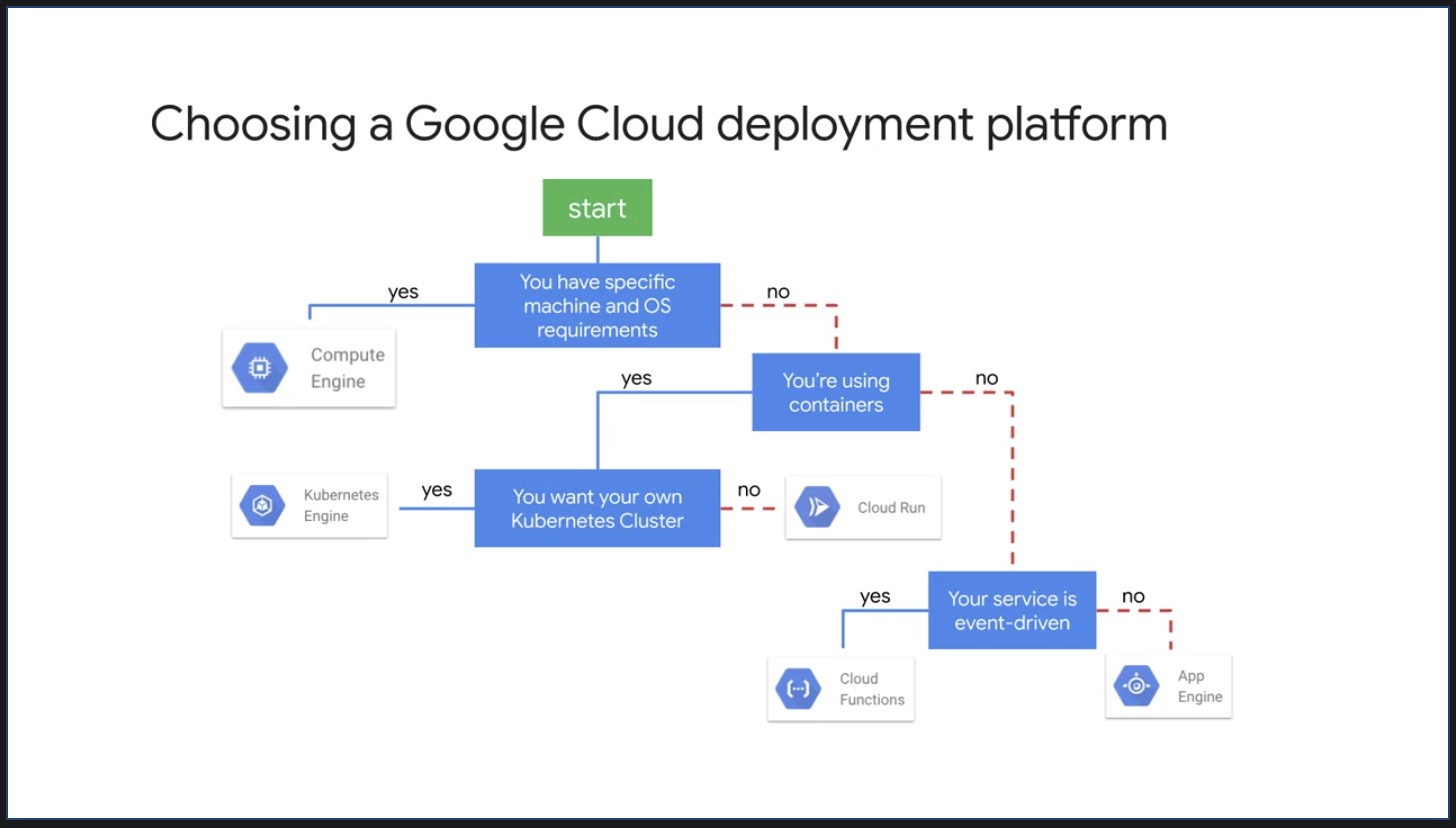 Choosing a Google Cloud deployment platform
start
You have specific
machine and OS
requirements
yes
no
Compute
Engine
You’re using
containers
yes
no
You want your own
Kubernetes Cluster
yes
no
Kubernetes
Engine
Cloud Run
Your service is
event-driven
yes
no
Cloud
Functions
App
Engine